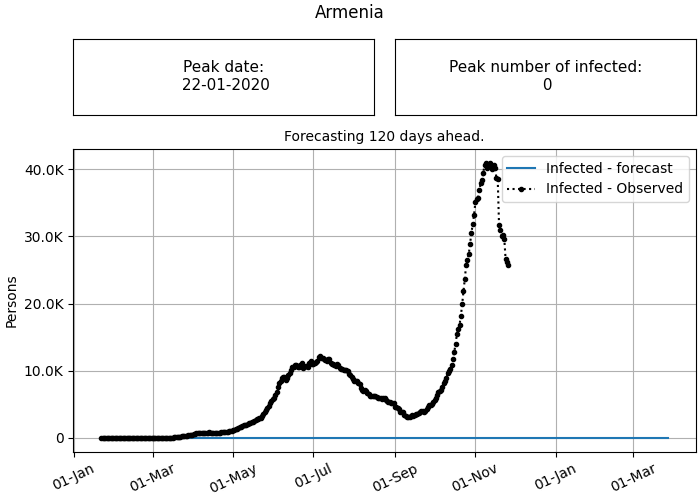 Armenia
Peak date:
22-01-2020
Peak number of infected:
0
Forecasting 120 days ahead.
Infected - forecast
Infected - Observed
Persons
40.0K
30.0K
20.0K
10.0K
0
01-Jan
01-Mar
01-May
01-Jul
01-Sep
01-Nov
01-Jan
01-Mar